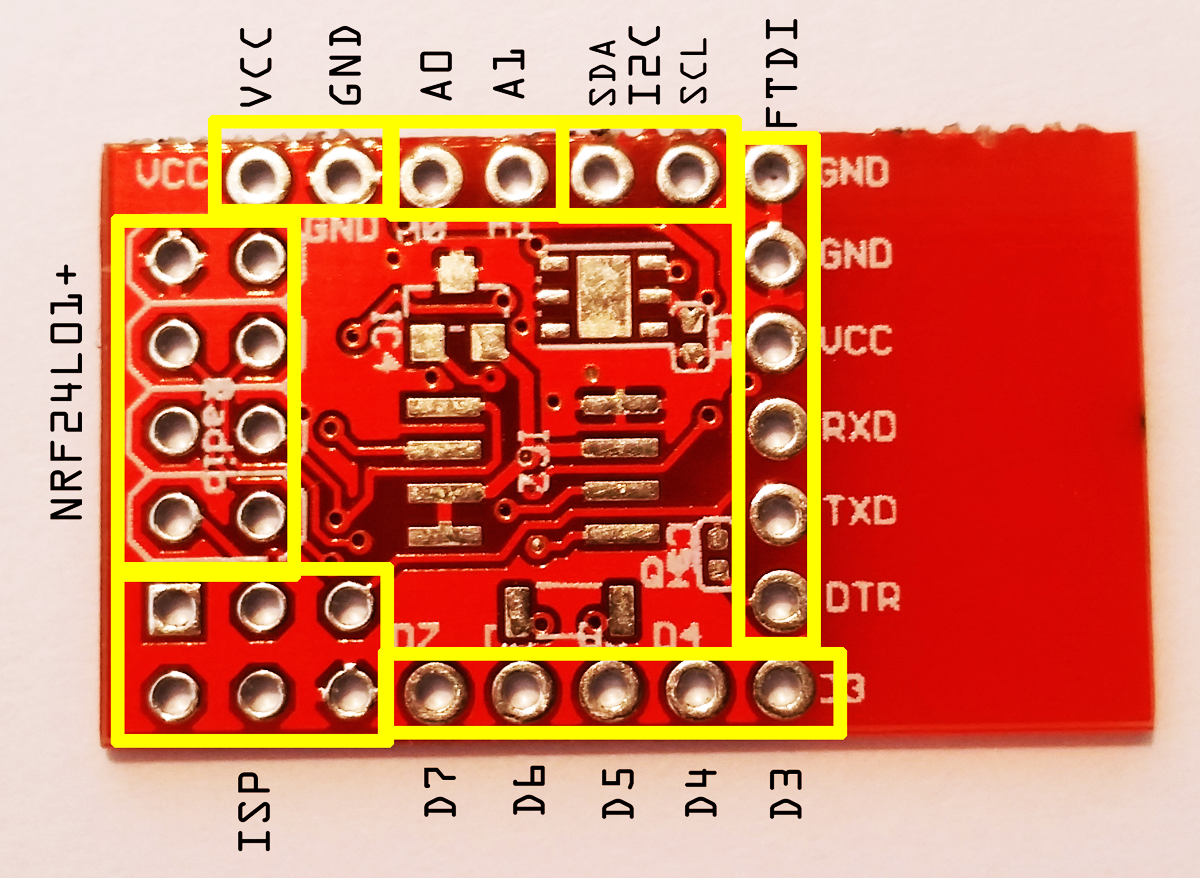 VCC
GND
A0
A1
SDA
I2C
SCL
FTDI
VCC
GND
GND
A0
A1
GND
VCC
RXD
TXD
DTR
NRF24L01+
IC4
D7
D4
ISP
D7
D6
D5
D4
D3